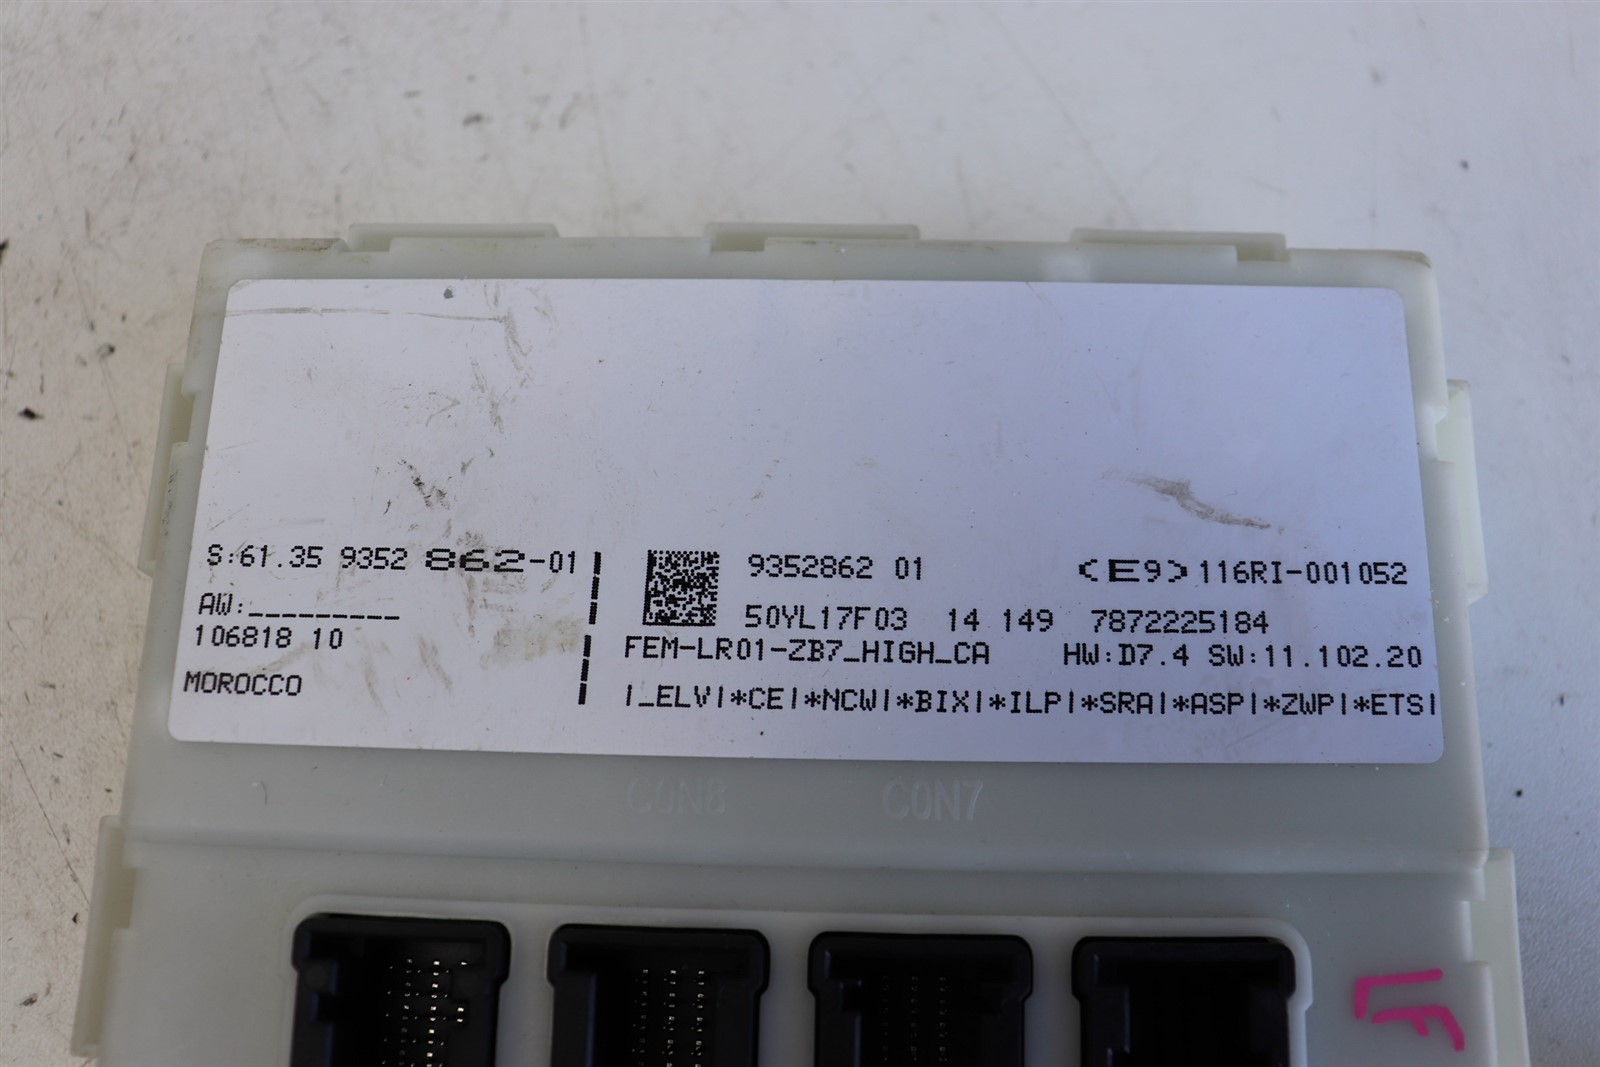 S:61.35 9352 862-01
AW:_________
106818 10
MOROCCO
9352862 01 <E9>116RI-001052
50YL17F03 14 149 7872225184
FEM-LR01-ZB7_HIGH_CA HW:D7.4 SW:11.102.20
|_ELV|*CE|*NCW|*BIX|*ILP|*SRA|*ASP|*ZWP|*ETS|
CON8 CON7